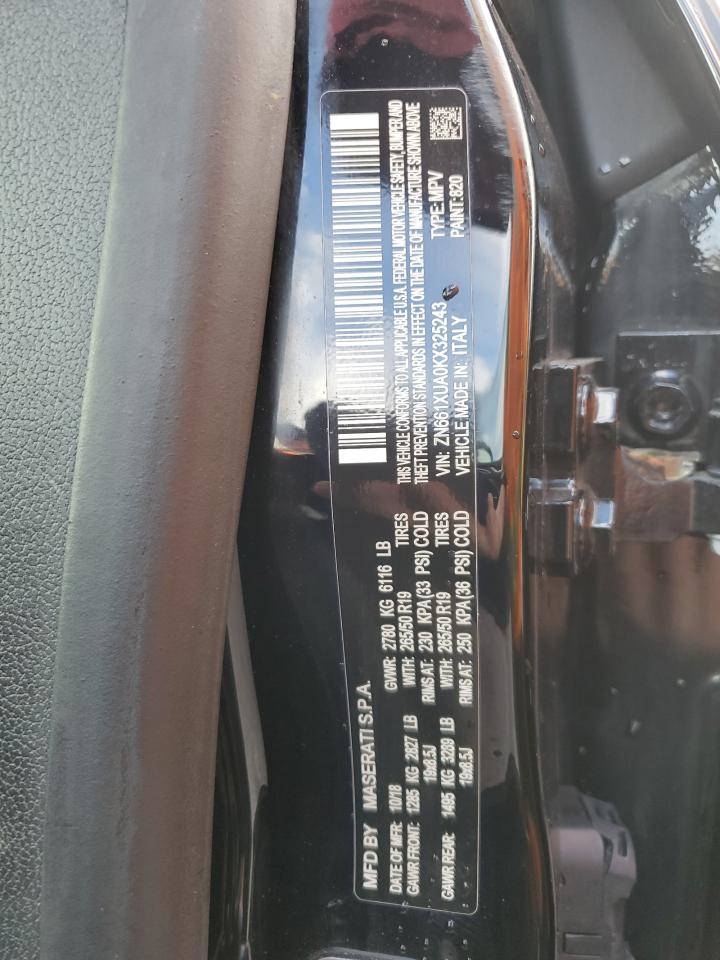 MFD BY MASERATI S.P.A.
DATE OF MFR: 10/18 GVWR: 2780 KG 6116 LB
GAWR FRONT: 1285 KG 2827 LB WITH: 265/50 R19 TIRES
19x8.5J RIMS AT: 230 KPA (33 PSI) COLD
GAWR REAR: 1495 KG 3289 LB WITH: 265/50 R19 TIRES
19x8.5J RIMS AT: 250 KPA (36 PSI) COLD
THIS VEHICLE CONFORMS TO ALL APPLICABLE U.S.A. FEDERAL MOTOR VEHICLE SAFETY, BUMPER AND
THEFT PREVENTION STANDARDS IN EFFECT ON THE DATE OF MANUFACTURE SHOWN ABOVE
VIN: ZN661XUA0KX325243 TYPE:MPV
VEHICLE MADE IN: ITALY PAINT:820